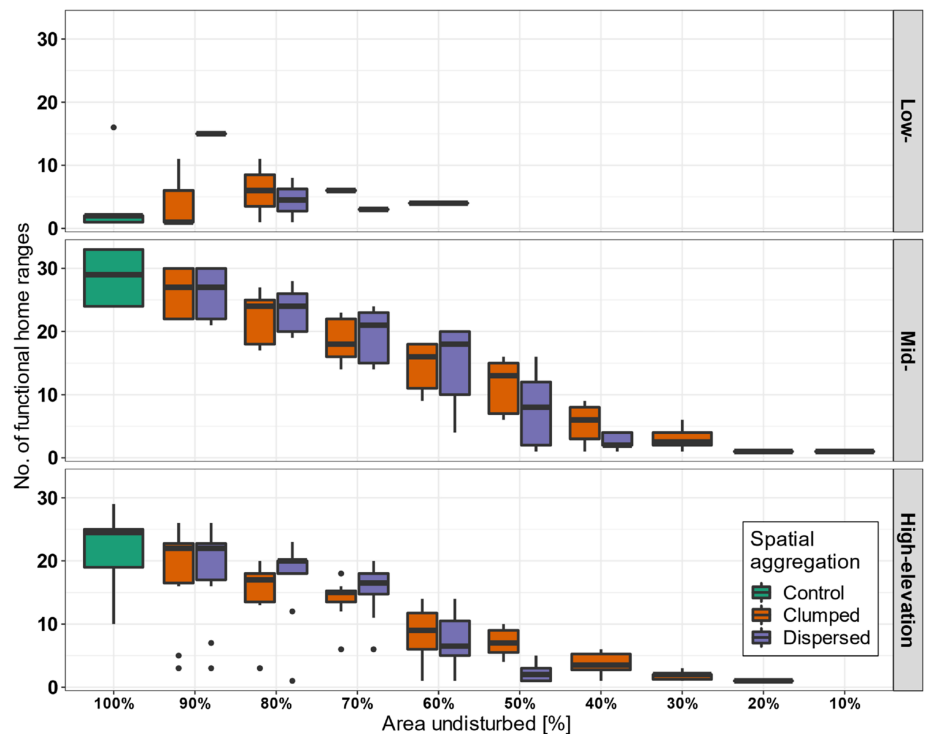 No. of functional home ranges
30
20
10
0
Low-
30
20
10
0
Mid-
30
20
10
0
High-elevation
Spatial
aggregation
Control
Clumped
Dispersed
100% 90% 80% 70% 60% 50% 40% 30% 20% 10%
Area undisturbed [%]